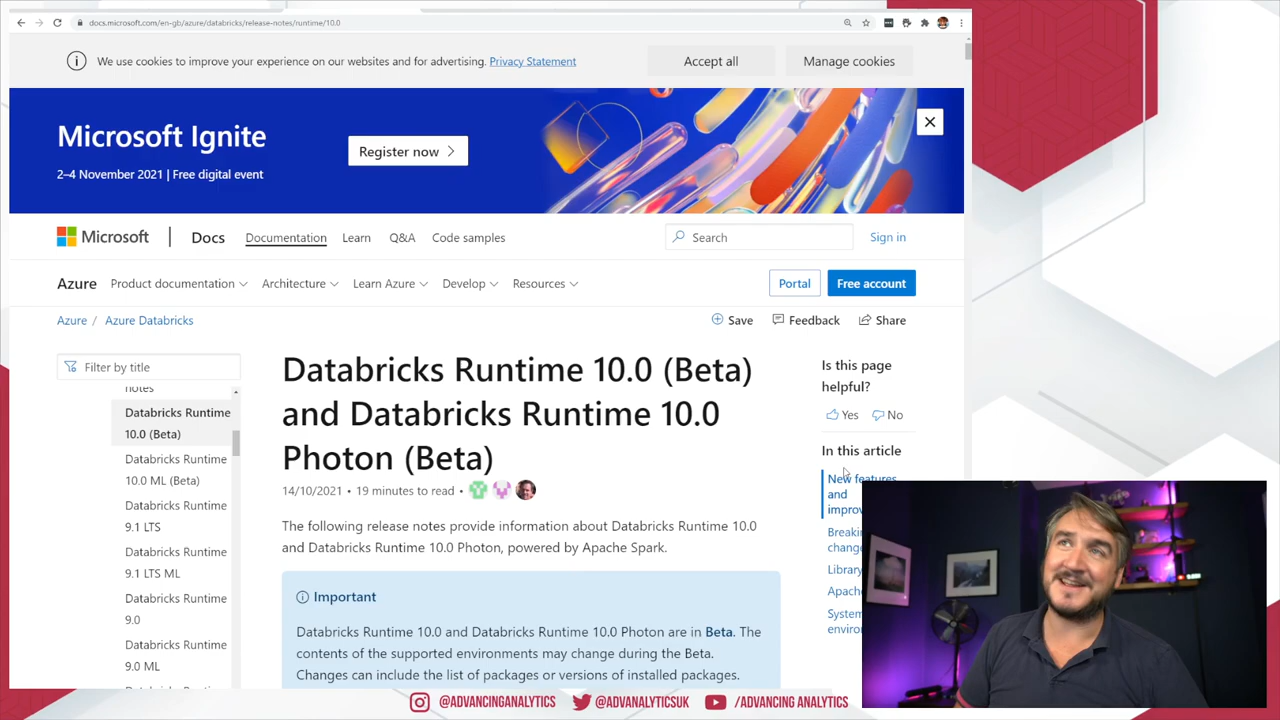 docs.microsoft.com/en-gb/azure/databricks/release-notes/runtime/10.0
We use cookies to improve your experience on our websites and for advertising. Privacy Statement
Accept all
Manage cookies
Microsoft Ignite
2–4 November 2021 | Free digital event
Register now
Microsoft
Docs
Documentation
Learn
Q&A
Code samples
Search
Sign in
Azure
Product documentation
Architecture
Learn Azure
Develop
Resources
Portal
Free account
Azure / Azure Databricks
Save
Feedback
Share
Filter by title
notes
Databricks Runtime
10.0 (Beta)
Databricks Runtime
10.0 ML (Beta)
Databricks Runtime
9.1 LTS
Databricks Runtime
9.1 LTS ML
Databricks Runtime
9.0
Databricks Runtime
9.0 ML
Databricks Runtime 10.0 (Beta)
and Databricks Runtime 10.0
Photon (Beta)
14/10/2021 • 19 minutes to read
The following release notes provide information about Databricks Runtime 10.0
and Databricks Runtime 10.0 Photon, powered by Apache Spark.
Important
Databricks Runtime 10.0 and Databricks Runtime 10.0 Photon are in Beta. The
contents of the supported environments may change during the Beta.
Changes can include the list of packages or versions of installed packages.
Is this page
helpful?
Yes
No
In this article
New features
and
improv
Breakin
change
Library
Apach
System
enviro
@ADVANCINGANALYTICS
@ADVANALYTICSUK
/ADVANCING ANALYTICS